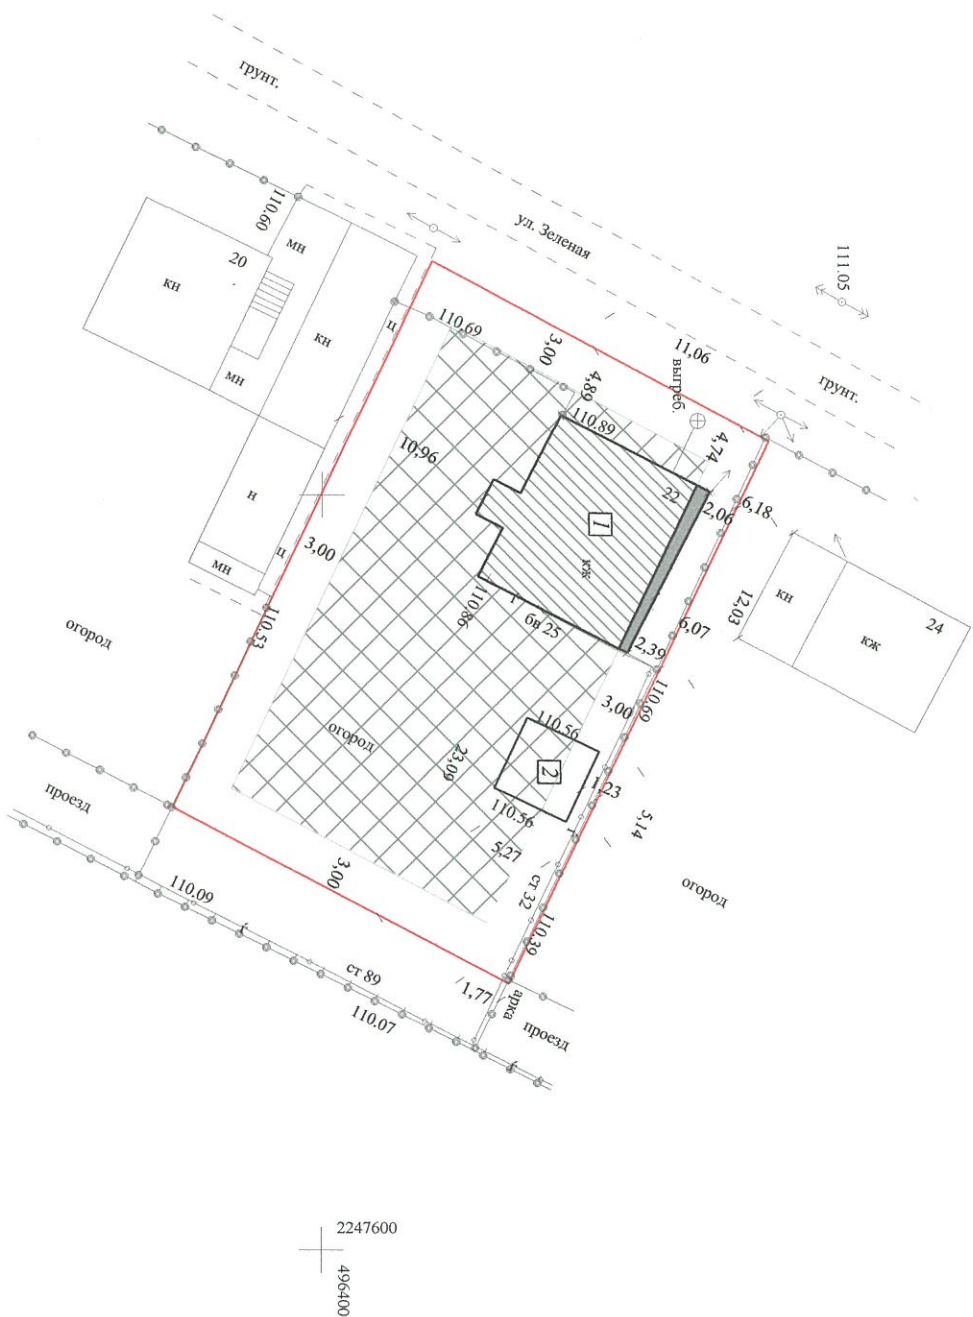 грунт.
ул. Зеленая
111.05
110.60
мн
20
кн
кн
мн
ц
110.69
3,00
11,06
выгреб.
грунт.
4,89
110.89
4,74
22
2,06
6,18
1
кж
10,96
н
ц
мн
3,00
110.53
110.86
Г
бв 25
2,39
6,07
12,03
кн
24
кж
110.69
3,00
огород
огород
110.56
2
110.56
23,09
1,23
5,14
5,27
ст 32
Г
огород
110.39
проезд
3,00
110.09
ст 89
110.07
1,77
арка
проезд
2247600
496400